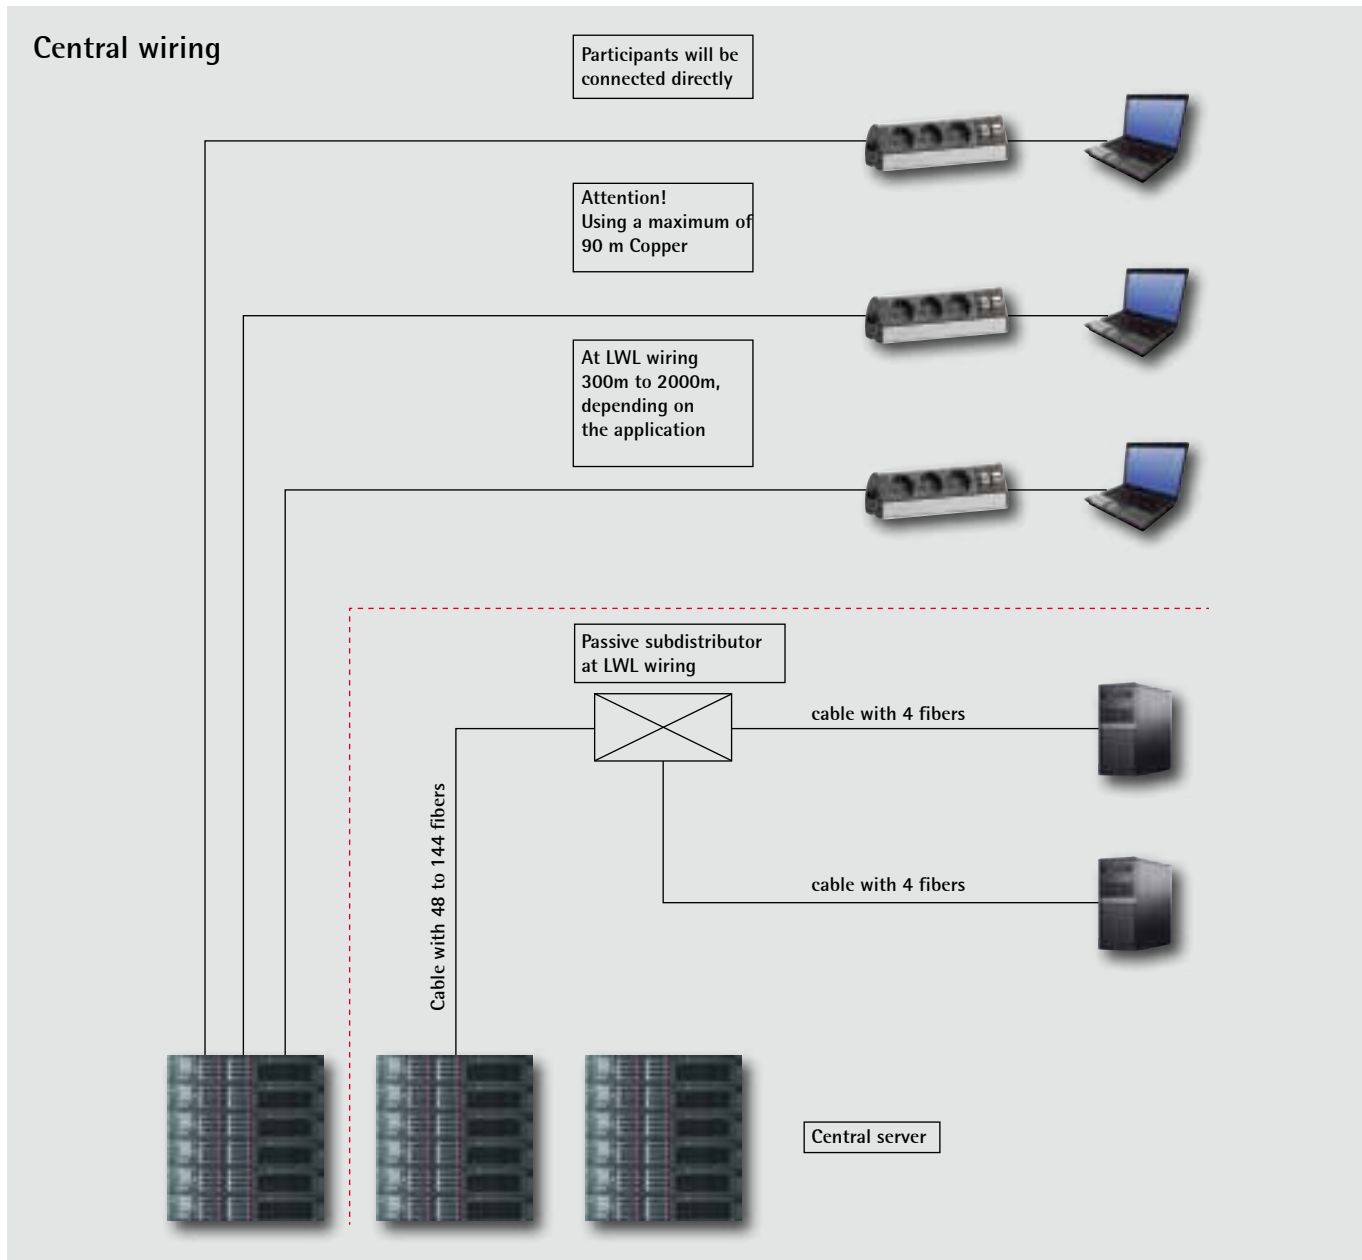 Central wiring
Participants will be
connected directly
Attention!
Using a maximum of
90 m Copper
At LWL wiring
300m to 2000m,
depending on
the application
Passive subdistributor
at LWL wiring
cable with 4 fibers
Cable with 48 to 144 fibers
cable with 4 fibers
Central server